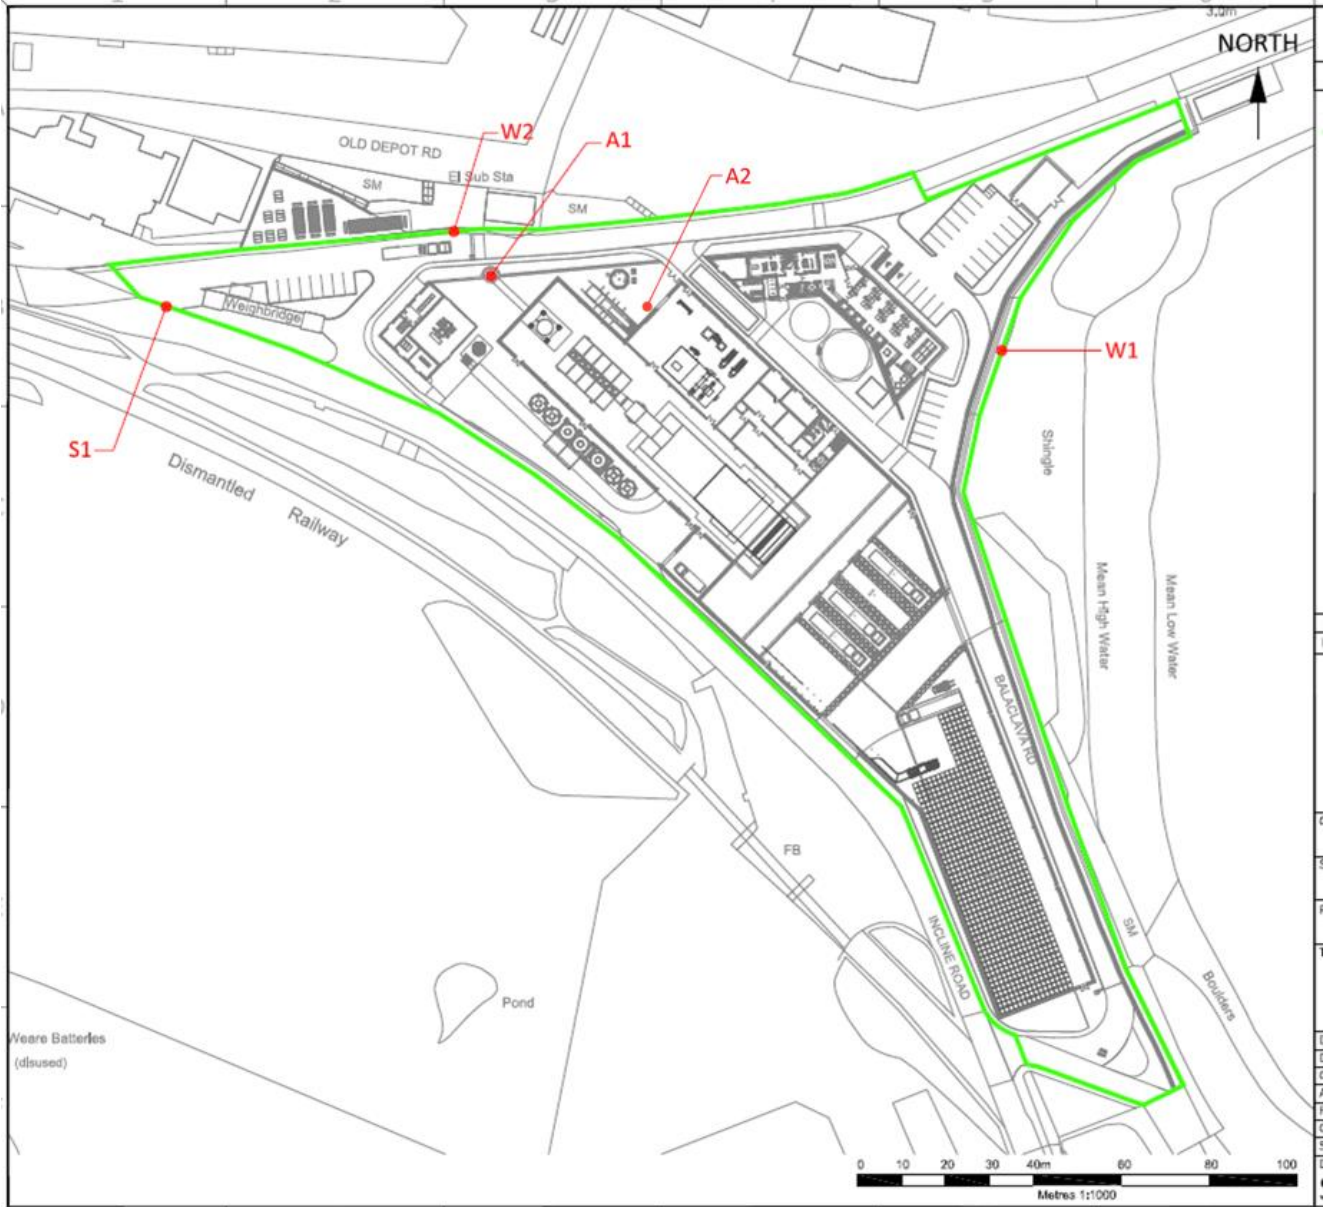 3.0m
NORTH
W2
A1
OLD DEPOT RD
A2
El Sub Sta
SM
SM
Weighbridge
W1
S1
Shingle
Dismantled
Railway
Mean High Water
Mean Low Water
BALACLAVA RD
FB
SM
INCLINE ROAD
Boulders
Pond
Weare Batteries
(disused)
0 10 20 30 40m 60 80 100
Metres 1:1000